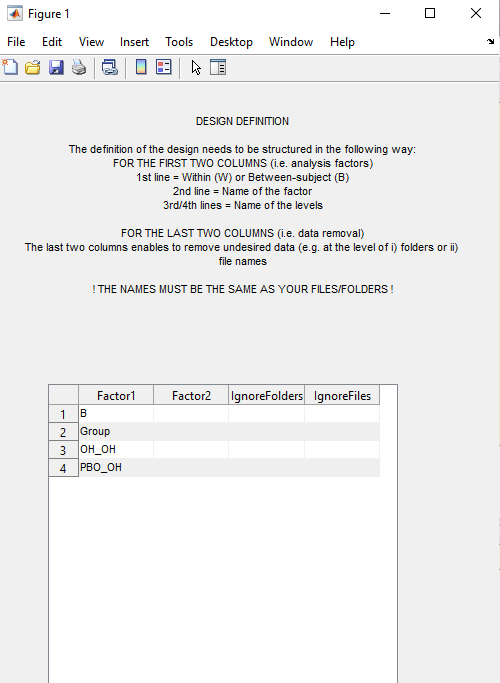 Figure 1
File Edit View Insert Tools Desktop Window Help
DESIGN DEFINITION
The definition of the design needs to be structured in the following way:
FOR THE FIRST TWO COLUMNS (i.e. analysis factors)
1st line = Within (W) or Between-subject (B)
2nd line = Name of the factor
3rd/4th lines = Name of the levels
FOR THE LAST TWO COLUMNS (i.e. data removal)
The last two columns enables to remove undesired data (e.g. at the level of i) folders or ii)
file names
! THE NAMES MUST BE THE SAME AS YOUR FILES/FOLDERS !
Factor1 Factor2 IgnoreFolders IgnoreFiles
1 B
2 Group
3 OH_OH
4 PBO_OH